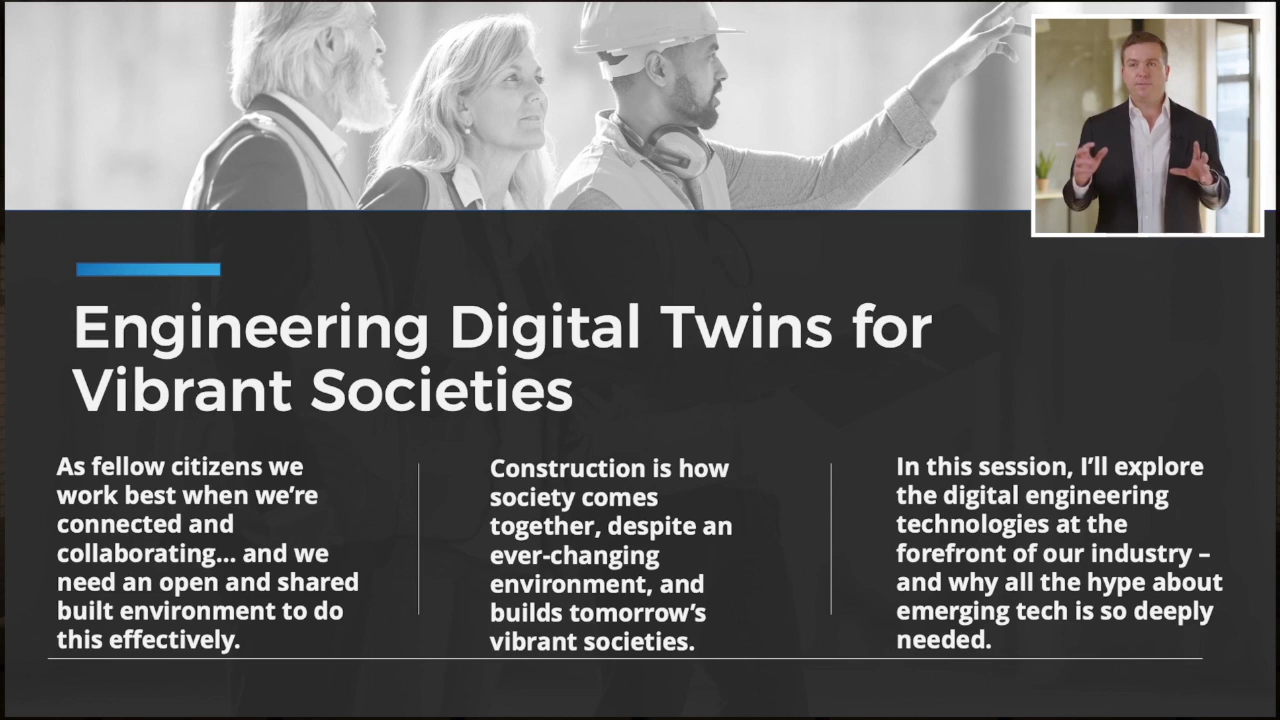 Engineering Digital Twins for
Vibrant Societies
As fellow citizens we
work best when we’re
connected and
collaborating... and we
need an open and shared
built environment to do
this effectively.
Construction is how
society comes
together, despite an
ever-changing
environment, and
builds tomorrow’s
vibrant societies.
In this session, I’ll explore
the digital engineering
technologies at the
forefront of our industry –
and why all the hype about
emerging tech is so deeply
needed.